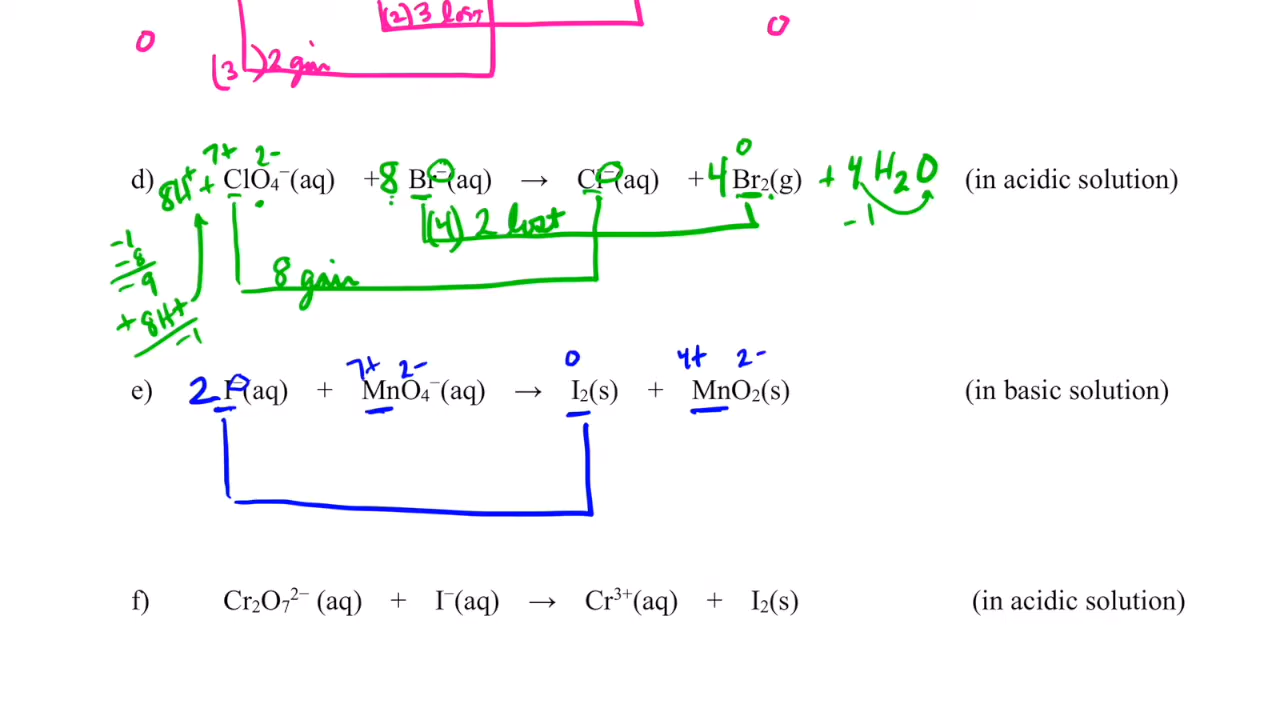 (2) 3 lost
0 0
(3 ) 2 gain
7+ 2- 0
d) 8H+ + ClO₄⁻(aq) + 8 Br⁻(aq) → Cl⁻(aq) + 4 Br₂(g) + 4 H₂O (in acidic solution)
-1
(4) 2 lost
-1
-8
-9
8 gain
+ 8H+
-1
7+ 2- 0 4+ 2-
e) 2 I⁻(aq) + MnO₄⁻(aq) → I₂(s) + MnO₂(s) (in basic solution)
f) Cr₂O₇²⁻ (aq) + I⁻(aq) → Cr³⁺(aq) + I₂(s) (in acidic solution)